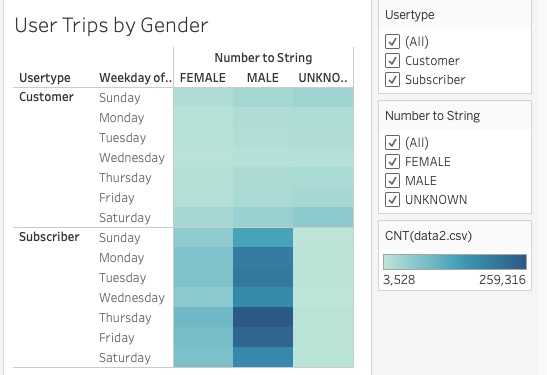 User Trips by Gender
Number to String
Usertype Weekday of.. FEMALE MALE UNKNO..
Customer Sunday
Monday
Tuesday
Wednesday
Thursday
Friday
Saturday
Subscriber Sunday
Monday
Tuesday
Wednesday
Thursday
Friday
Saturday
Usertype
(All)
Customer
Subscriber
Number to String
(All)
FEMALE
MALE
UNKNOWN
CNT(data2.csv)
3,528 259,316